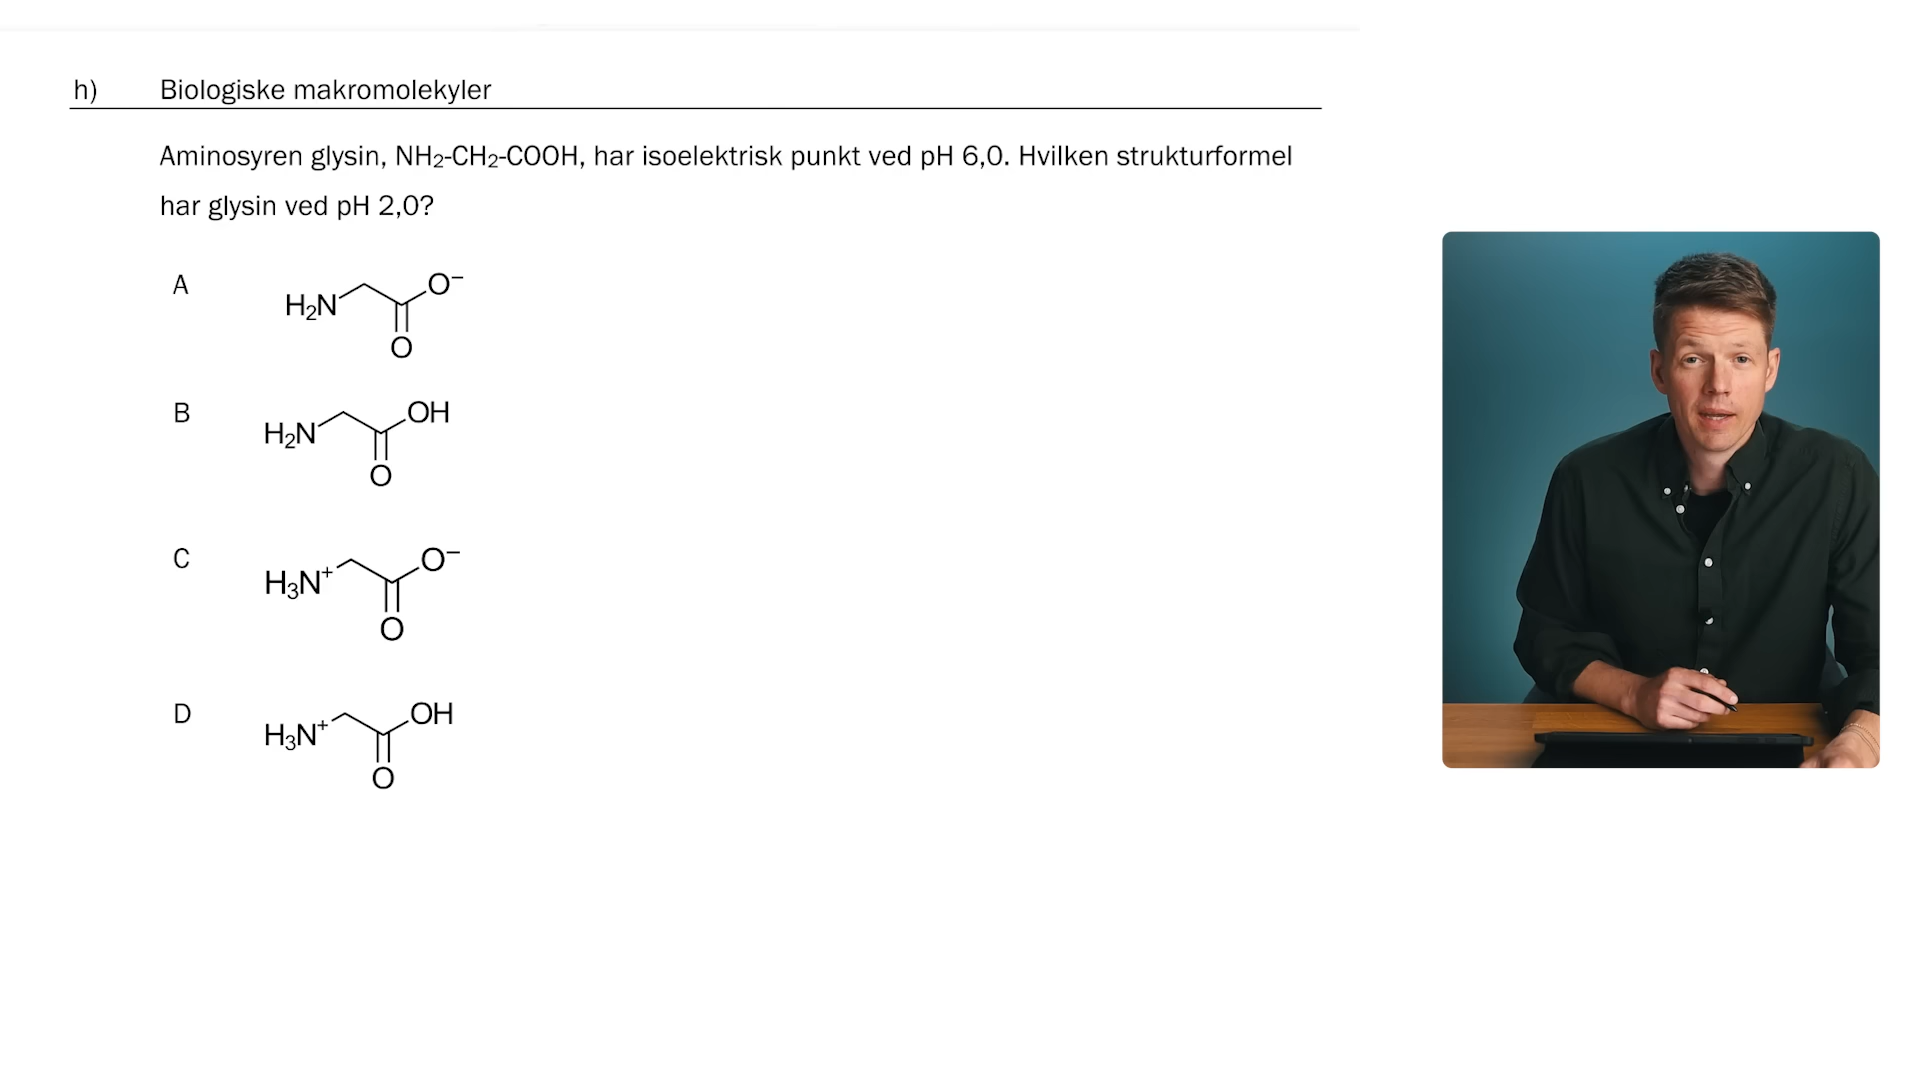 h) Biologiske makromolekyler
Aminosyren glysin, NH₂-CH₂-COOH, har isoelektrisk punkt ved pH 6,0. Hvilken strukturformel
har glysin ved pH 2,0?
A
H₂N O⁻
O
B
H₂N OH
O
C
H₃N⁺ O⁻
O
D
H₃N⁺ OH
O